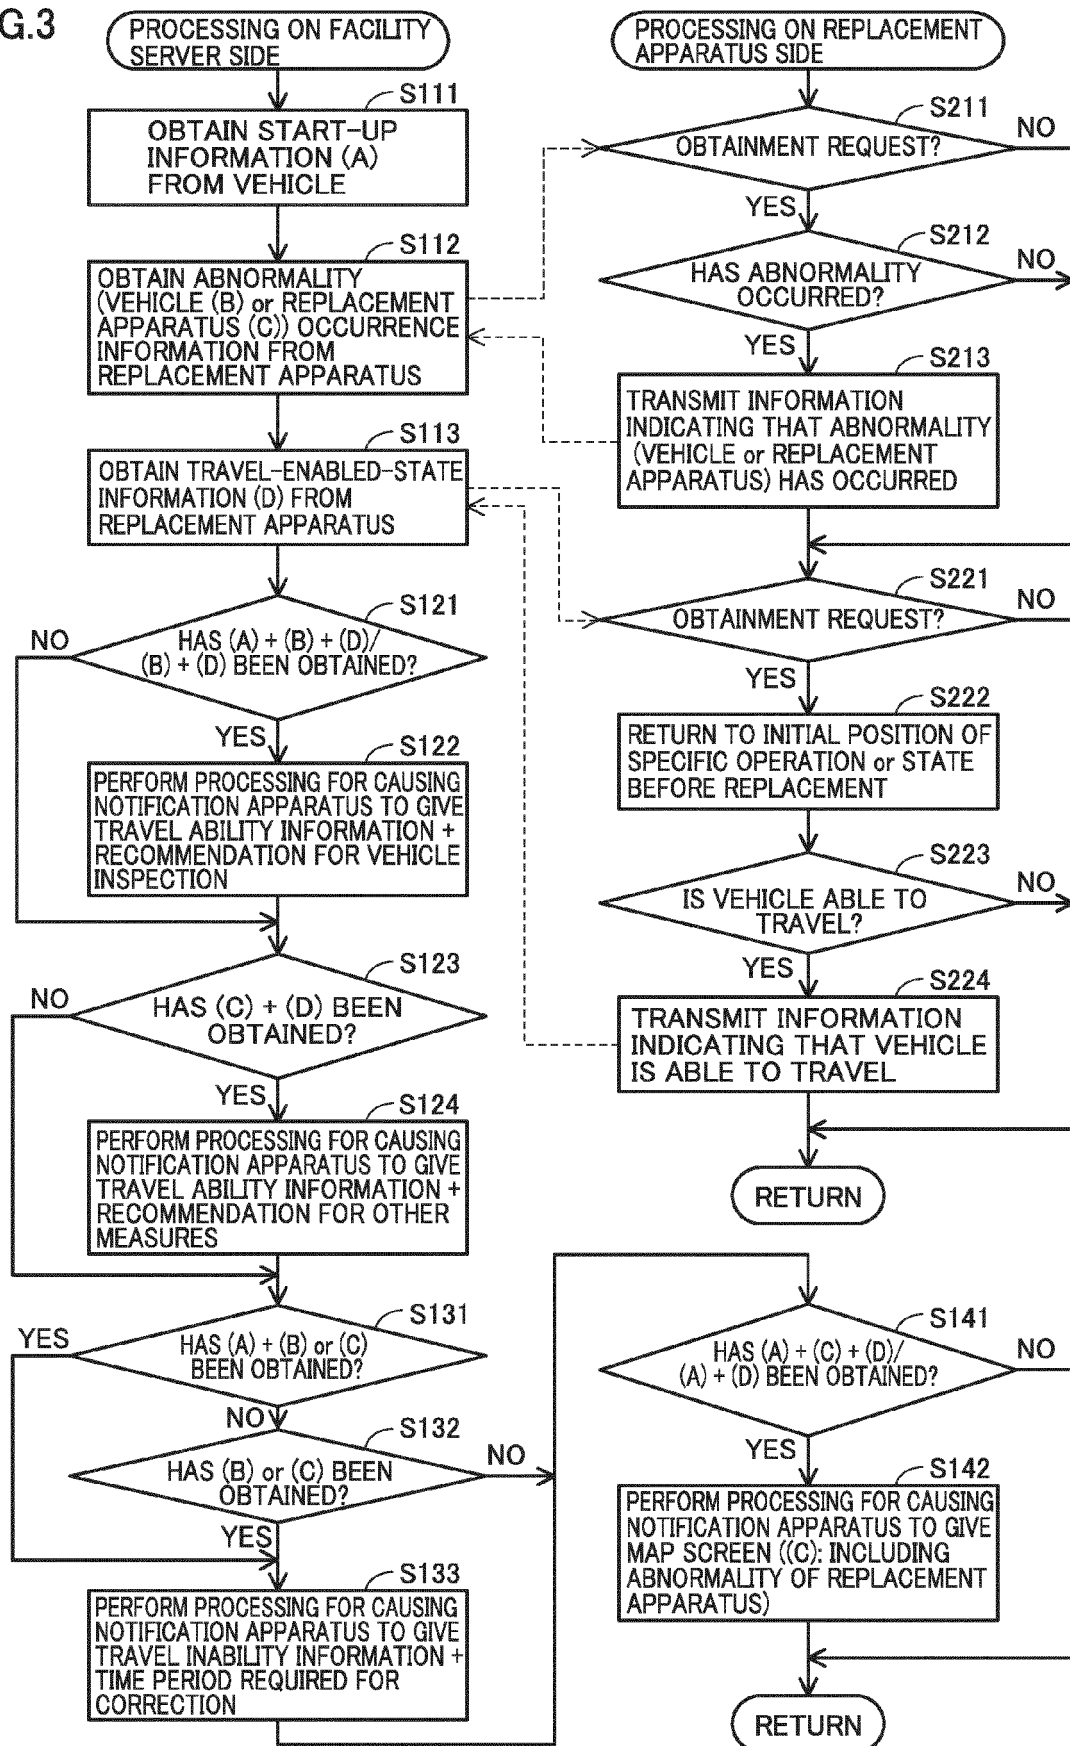 G.3
PROCESSING ON FACILITY
SERVER SIDE
S111
OBTAIN START-UP
INFORMATION (A)
FROM VEHICLE
S112
OBTAIN ABNORMALITY
(VEHICLE (B) or REPLACEMENT
APPARATUS (C)) OCCURRENCE
INFORMATION FROM
REPLACEMENT APPARATUS
S113
OBTAIN TRAVEL-ENABLED-STATE
INFORMATION (D) FROM
REPLACEMENT APPARATUS
S121
NO
HAS (A) + (B) + (D)/
(B) + (D) BEEN OBTAINED?
YES
S122
PERFORM PROCESSING FOR CAUSING
NOTIFICATION APPARATUS TO GIVE
TRAVEL ABILITY INFORMATION +
RECOMMENDATION FOR VEHICLE
INSPECTION
S123
NO
HAS (C) + (D) BEEN
OBTAINED?
YES
S124
PERFORM PROCESSING FOR CAUSING
NOTIFICATION APPARATUS TO GIVE
TRAVEL ABILITY INFORMATION +
RECOMMENDATION FOR OTHER
MEASURES
S131
YES
HAS (A) + (B) or (C)
BEEN OBTAINED?
NO
S132
NO
HAS (B) or (C) BEEN
OBTAINED?
YES
S133
PERFORM PROCESSING FOR CAUSING
NOTIFICATION APPARATUS TO GIVE
TRAVEL INABILITY INFORMATION +
TIME PERIOD REQUIRED FOR
CORRECTION
PROCESSING ON REPLACEMENT
APPARATUS SIDE
S211
NO
OBTAINMENT REQUEST?
YES
S212
NO
HAS ABNORMALITY
OCCURRED?
YES
S213
TRANSMIT INFORMATION
INDICATING THAT ABNORMALITY
(VEHICLE or REPLACEMENT
APPARATUS) HAS OCCURRED
S221
NO
OBTAINMENT REQUEST?
YES
S222
RETURN TO INITIAL POSITION OF
SPECIFIC OPERATION or STATE
BEFORE REPLACEMENT
S223
NO
IS VEHICLE ABLE TO
TRAVEL?
YES
S224
TRANSMIT INFORMATION
INDICATING THAT VEHICLE
IS ABLE TO TRAVEL
RETURN
S141
NO
HAS (A) + (C) + (D)/
(A) + (D) BEEN OBTAINED?
YES
S142
PERFORM PROCESSING FOR CAUSING
NOTIFICATION APPARATUS TO GIVE
MAP SCREEN ((C): INCLUDING
ABNORMALITY OF REPLACEMENT
APPARATUS)
RETURN